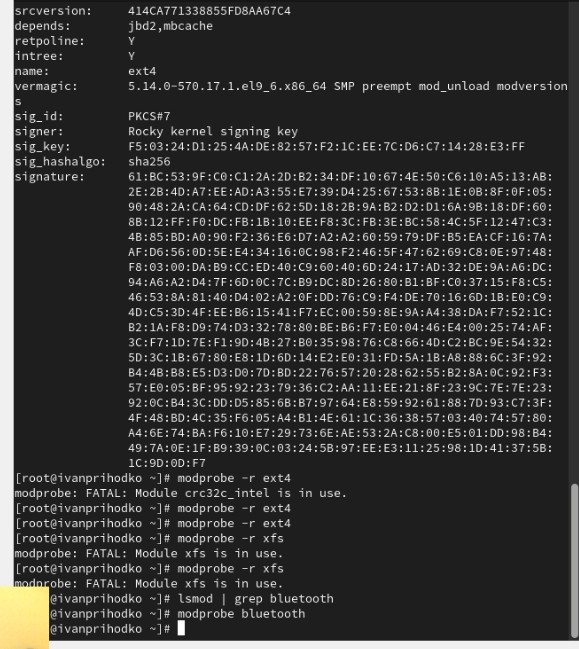 srcversion:     414CA771338855FD8AA67C4
depends:        jbd2,mbcache
retpoline:      Y
intree:         Y
name:           ext4
vermagic:       5.14.0-570.17.1.el9_6.x86_64 SMP preempt mod_unload modversion
s
sig_id:         PKCS#7
signer:         Rocky kernel signing key
sig_key:        F5:03:24:D1:25:4A:DE:82:57:F2:1C:EE:7C:D6:C7:14:28:E3:FF
sig_hashalgo:   sha256
signature:      61:BC:53:9F:C0:C1:2A:2D:B2:34:DF:10:67:4E:50:C6:10:A5:13:AB:
2E:2B:4D:A7:EE:AD:A3:55:E7:39:D4:25:67:53:8B:1E:0B:8F:0F:05:
90:48:2A:CA:64:CD:DF:62:5D:18:2B:9A:B2:D2:D1:6A:9B:18:DF:60:
8B:12:FF:F0:DC:FB:1B:10:EE:F8:3C:FB:3E:BC:58:4C:5F:12:47:C3:
4B:85:BD:A0:90:F2:36:E6:D7:A2:A2:60:59:79:DF:B5:EA:CF:16:7A:
AF:D6:56:0D:5E:E4:34:16:0C:98:F2:46:5F:47:62:69:C8:0E:97:48:
F8:03:00:DA:B9:CC:ED:40:C9:60:40:6D:24:17:AD:32:DE:9A:A6:DC:
94:A6:A2:D4:7F:6D:0C:7C:B9:DC:8D:26:80:B1:BF:C0:37:15:F8:C5:
46:53:8A:81:40:D4:02:A2:0F:DD:76:C9:F4:DE:70:16:6D:1B:E0:C9:
4D:C5:3D:4F:EE:B6:15:41:F7:EC:00:59:8E:9A:A4:38:DA:F7:52:1C:
B2:1A:F8:D9:74:D3:32:78:80:BE:B6:F7:E0:04:46:E4:00:25:74:AF:
3C:F7:1D:7E:F1:9D:4B:27:B0:35:98:76:C8:66:4D:C2:BC:9E:54:32:
5D:3C:1B:67:80:E8:1D:6D:14:E2:E0:31:FD:5A:1B:A8:88:6C:3F:92:
B4:4B:B8:E5:D3:D0:7D:BD:22:76:57:20:28:62:55:B2:8A:0C:92:F3:
57:E0:05:BF:95:92:23:79:36:C2:AA:11:EE:21:8F:23:9C:7E:7E:23:
92:0C:B4:3C:DD:D5:85:6B:B7:97:64:E8:59:92:61:88:7D:93:C7:3F:
4F:48:BD:4C:35:F6:05:A4:B1:4E:61:1C:36:38:57:03:40:74:57:80:
A4:6E:74:BA:F6:10:E7:29:73:6E:AE:53:2A:C8:00:E5:01:DD:98:B4:
49:7A:0E:1F:B9:39:0C:03:24:5B:97:EE:E3:11:25:98:1D:41:37:5B:
1C:9D:0D:F7
[root@ivanprihodko ~]# modprobe -r ext4
modprobe: FATAL: Module crc32c_intel is in use.
[root@ivanprihodko ~]# modprobe -r ext4
[root@ivanprihodko ~]# modprobe -r ext4
[root@ivanprihodko ~]# modprobe -r xfs
modprobe: FATAL: Module xfs is in use.
[root@ivanprihodko ~]# modprobe -r xfs
modprobe: FATAL: Module xfs is in use.
@ivanprihodko ~]# lsmod | grep bluetooth
@ivanprihodko ~]# modprobe bluetooth
@ivanprihodko ~]#